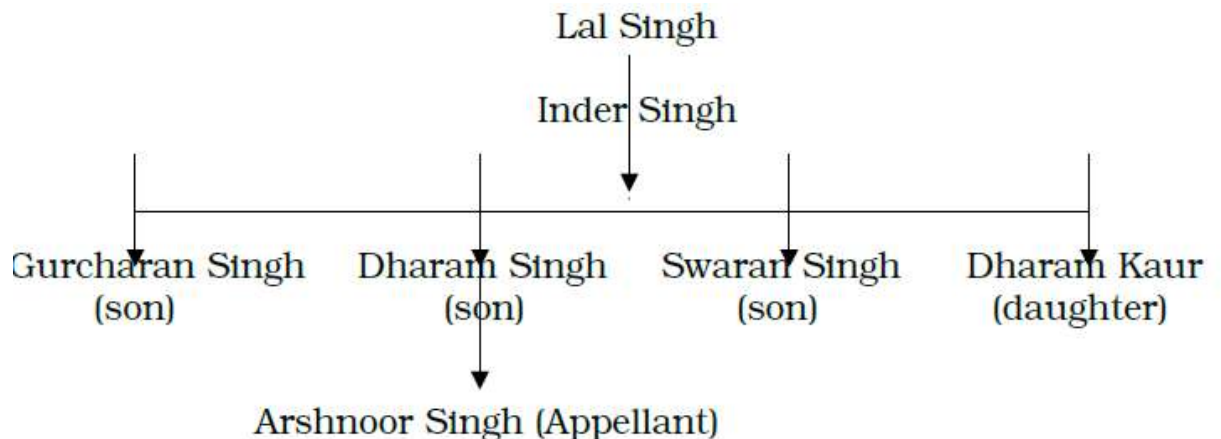 Lal Singh
Inder Singh
Gurcharan Singh Dharam Singh Swaran Singh Dharam Kaur
(son) (son) (son) (daughter)
Arshnoor Singh (Appellant)